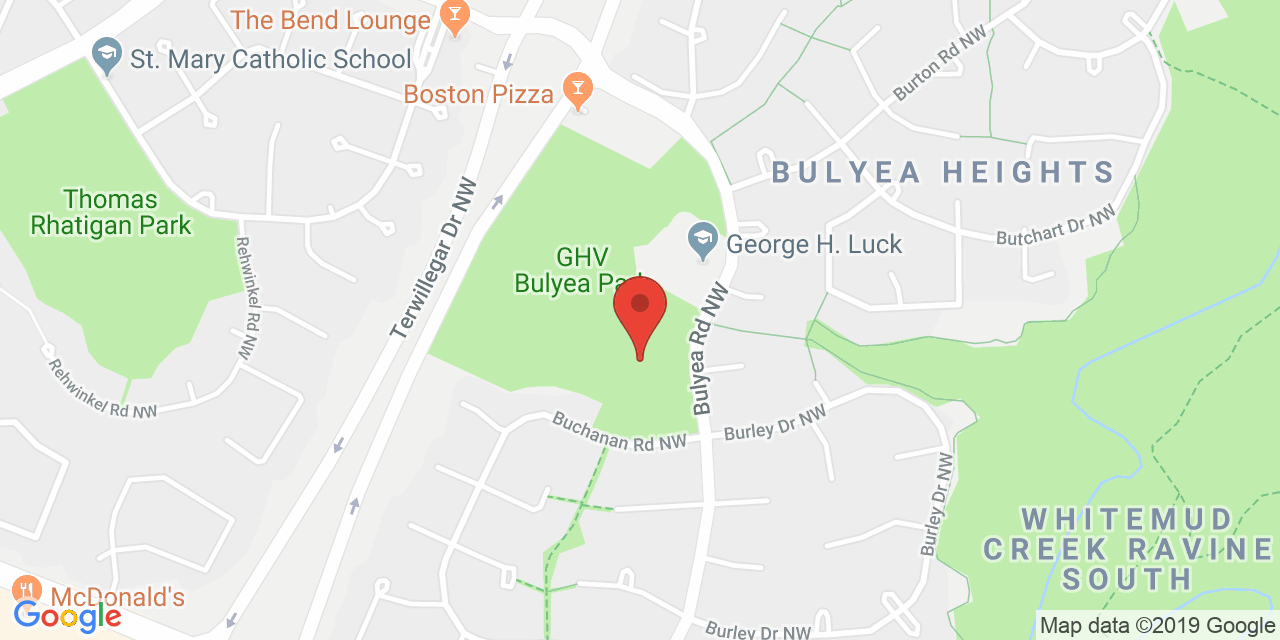 The Bend Lounge
St. Mary Catholic School
Boston Pizza
Burton Rd NW
BULYEA HEIGHTS
Thomas
Rhatigan Park
Terwillegar Dr NW
Butchart Dr NW
George H. Luck
GHV
Bulyea
Rehwinkel Rd NW
Bulyea Rd NW
Rehwinkel Rd NW
Buchanan Rd NW
Burley Dr NW
Burley Dr NW
WHITEMUD
CREEK RAVINE
SOUTH
McDonald's
Google
Burley Dr NW
Map data ©2019 Google